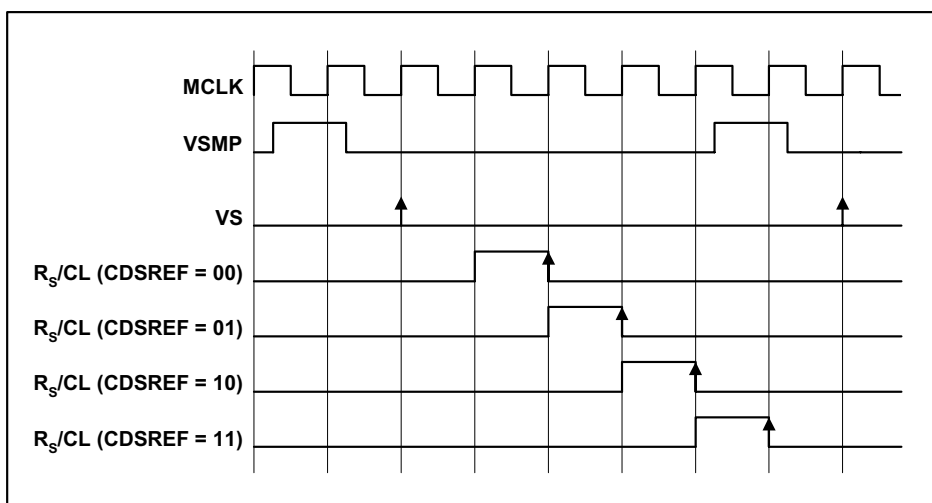 MCLK
VSMP
VS
RS/CL (CDSREF = 00)
RS/CL (CDSREF = 01)
RS/CL (CDSREF = 10)
RS/CL (CDSREF = 11)